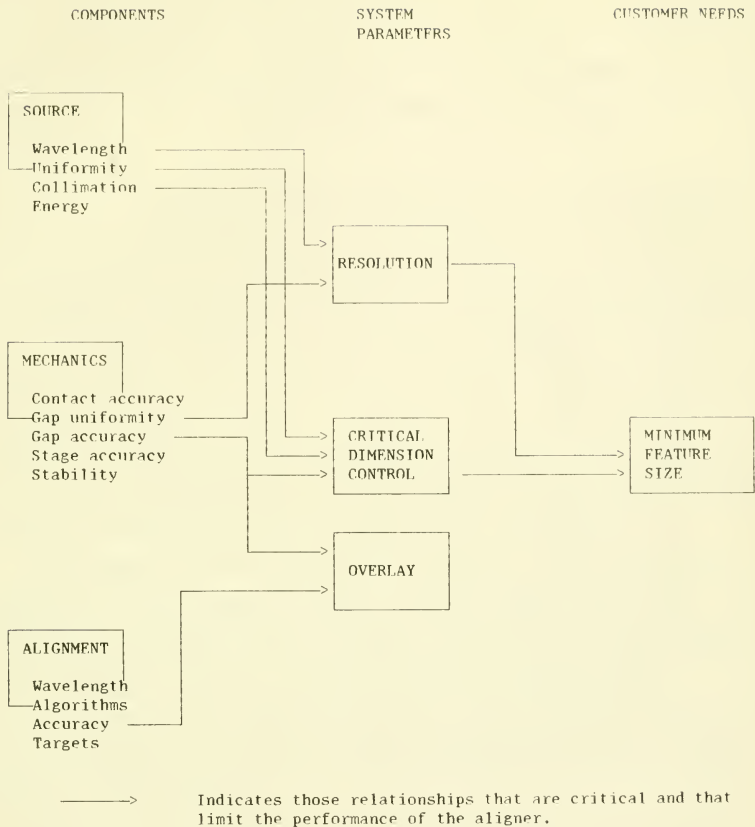 COMPONENTS
SYSTEM
PARAMETERS
CUSTOMER NEEDS
SOURCE
Wavelength
Uniformity
Collimation
Energy
RESOLUTION
MECHANICS
Contact accuracy
Gap uniformity
Gap accuracy
Stage accuracy
Stability
CRITICAL
DIMENSION
CONTROL
MINIMUM
FEATURE
SIZE
OVERLAY
ALIGNMENT
Wavelength
Algorithms
Accuracy
Targets
Indicates those relationships that are critical and that
limit the performance of the aligner.